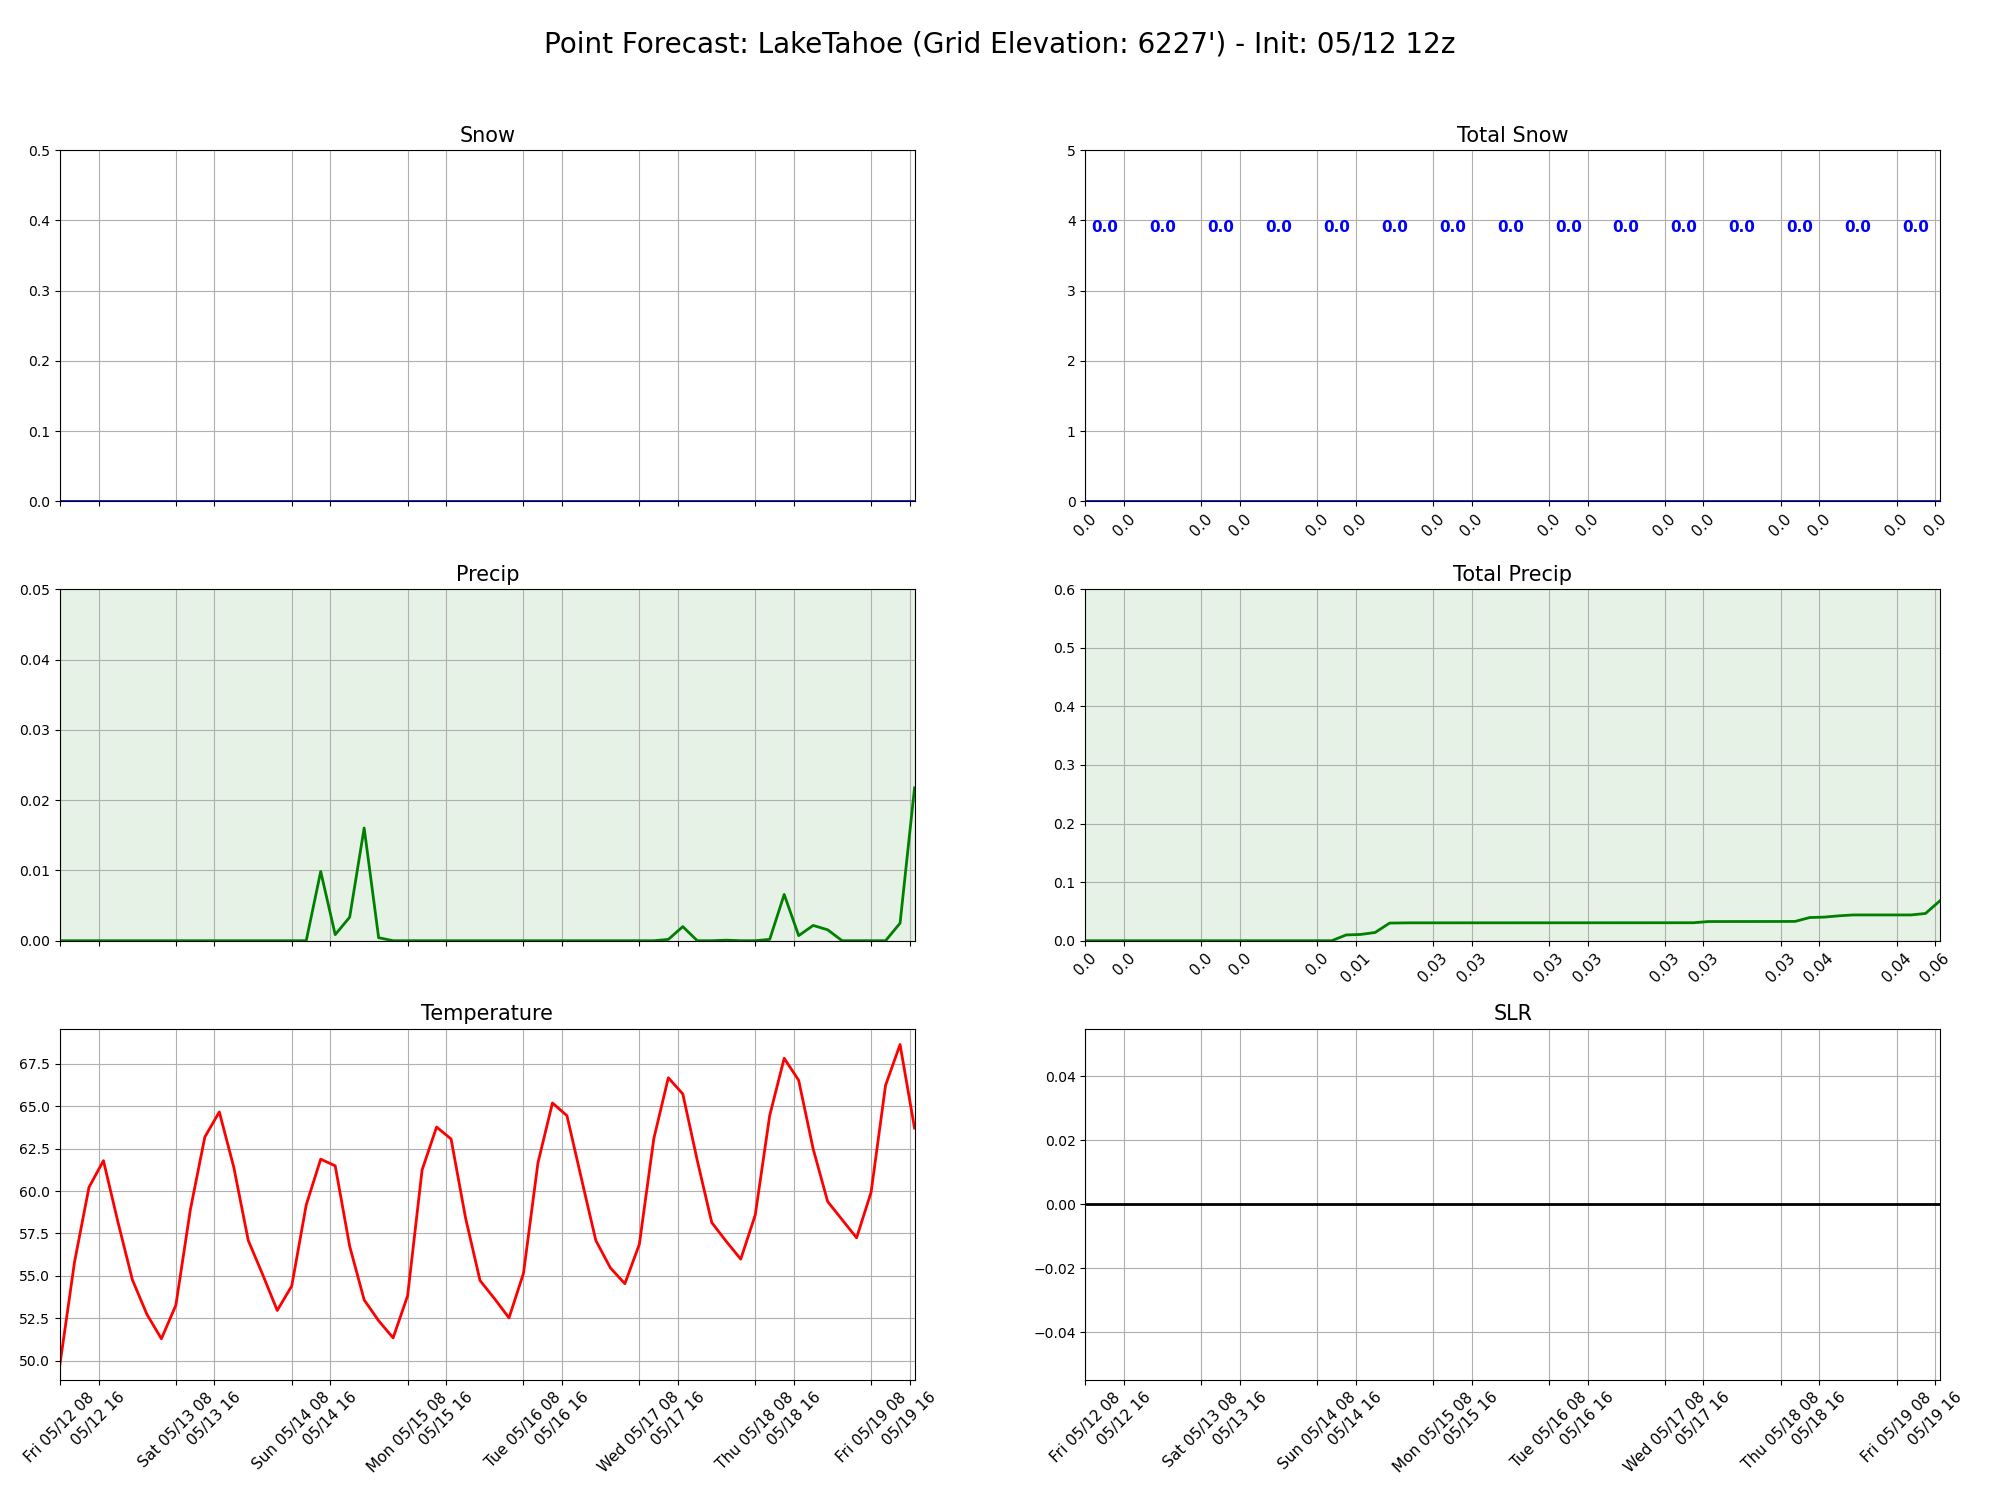 Point Forecast: LakeTahoe (Grid Elevation: 6227') - Init: 05/12 12z
Snow
0.5
0.4
0.3
0.2
0.1
0.0
Total Snow
5
4
3
2
1
0
0.0 0.0 0.0 0.0 0.0 0.0 0.0 0.0 0.0 0.0 0.0 0.0 0.0 0.0 0.0
0.0 0.0 0.0 0.0 0.0 0.0 0.0 0.0 0.0 0.0 0.0 0.0 0.0 0.0 0.0 0.0
Precip
0.05
0.04
0.03
0.02
0.01
0.00
Total Precip
0.6
0.5
0.4
0.3
0.2
0.1
0.0
0.0 0.0 0.0 0.0 0.0 0.01 0.03 0.03 0.03 0.03 0.03 0.03 0.03 0.04 0.04 0.06
Temperature
67.5
65.0
62.5
60.0
57.5
55.0
52.5
50.0
Fri 05/12 08
05/12 16
Sat 05/13 08
05/13 16
Sun 05/14 08
05/14 16
Mon 05/15 08
05/15 16
Tue 05/16 08
05/16 16
Wed 05/17 08
05/17 16
Thu 05/18 08
05/18 16
Fri 05/19 08
05/19 16
SLR
0.04
0.02
0.00
−0.02
−0.04
Fri 05/12 08
05/12 16
Sat 05/13 08
05/13 16
Sun 05/14 08
05/14 16
Mon 05/15 08
05/15 16
Tue 05/16 08
05/16 16
Wed 05/17 08
05/17 16
Thu 05/18 08
05/18 16
Fri 05/19 08
05/19 16